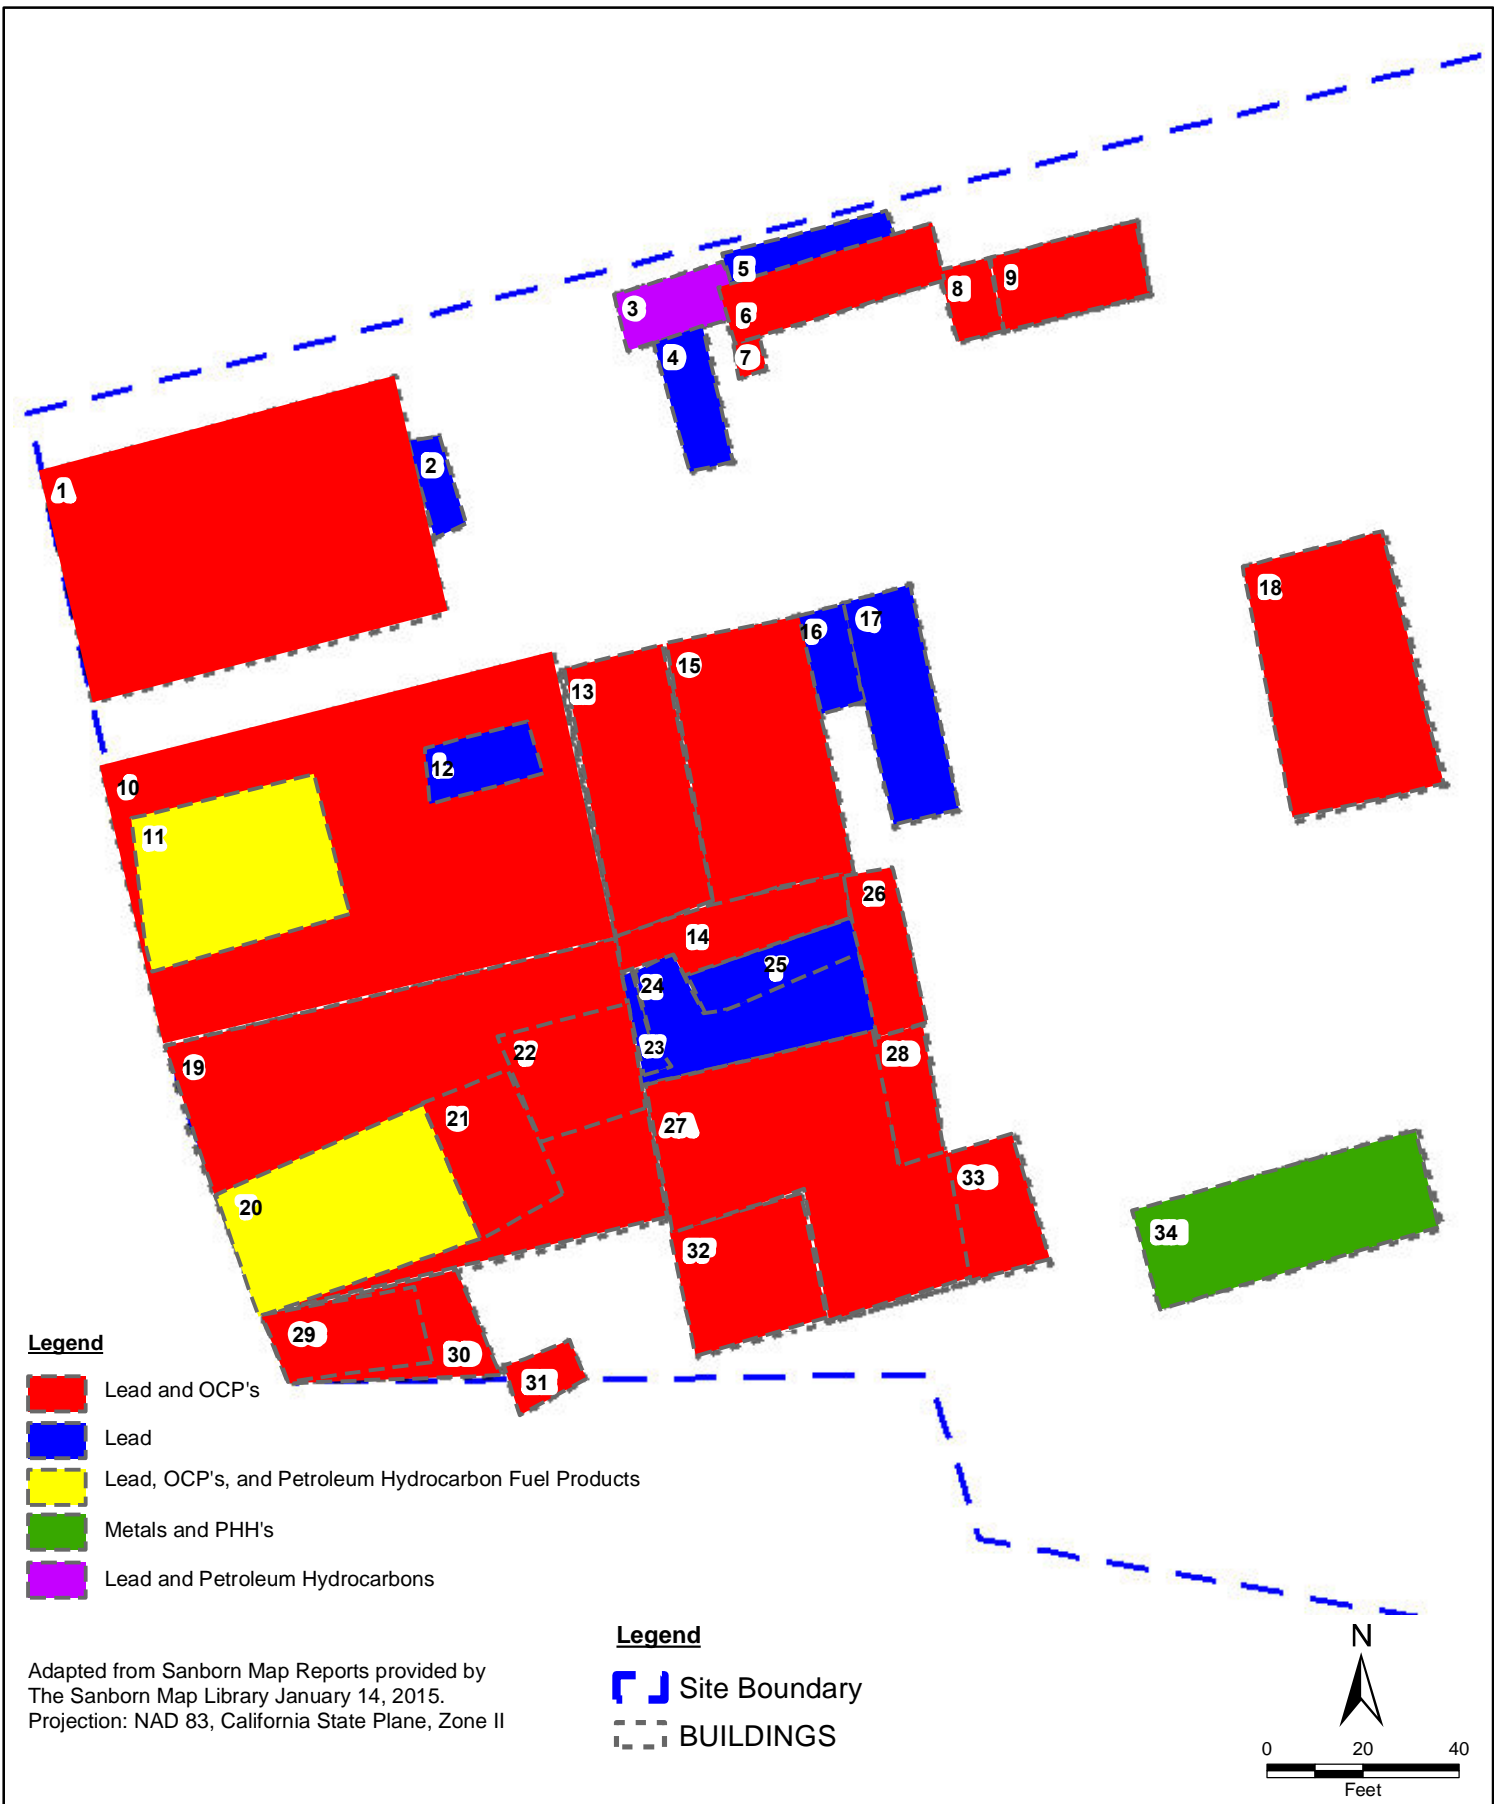 5
3
6
8
9
4
7
1
2
18
16
17
15
13
12
10
11
26
14
25
24
23
22
28
19
21
27
33
20
34
32
29
30
31
Legend
Lead and OCP's
Lead
Lead, OCP's, and Petroleum Hydrocarbon Fuel Products
Metals and PHH's
Lead and Petroleum Hydrocarbons
Adapted from Sanborn Map Reports provided by
The Sanborn Map Library January 14, 2015.
Projection: NAD 83, California State Plane, Zone II
Legend
Site Boundary
BUILDINGS
N
0 20 40
Feet